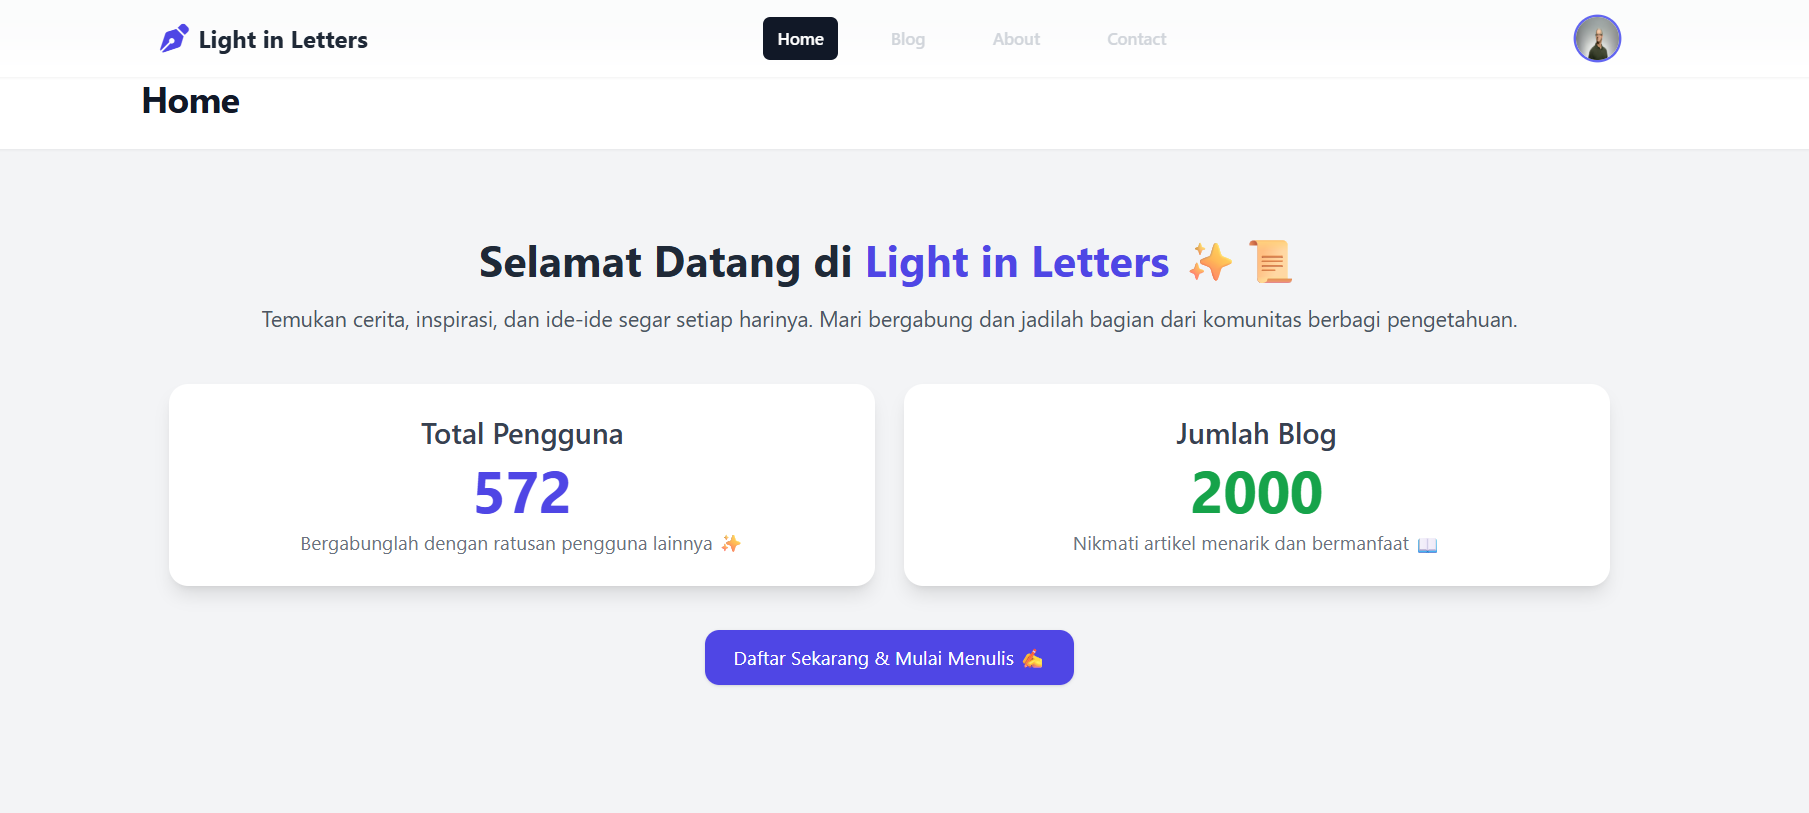 Light in Letters
Home
Blog
About
Contact
Home
Selamat Datang di Light in Letters ✨ 📜
Temukan cerita, inspirasi, dan ide-ide segar setiap harinya. Mari bergabung dan jadilah bagian dari komunitas berbagi pengetahuan.
Total Pengguna
572
Bergabunglah dengan ratusan pengguna lainnya ✨
Jumlah Blog
2000
Nikmati artikel menarik dan bermanfaat 📖
Daftar Sekarang & Mulai Menulis ✍️